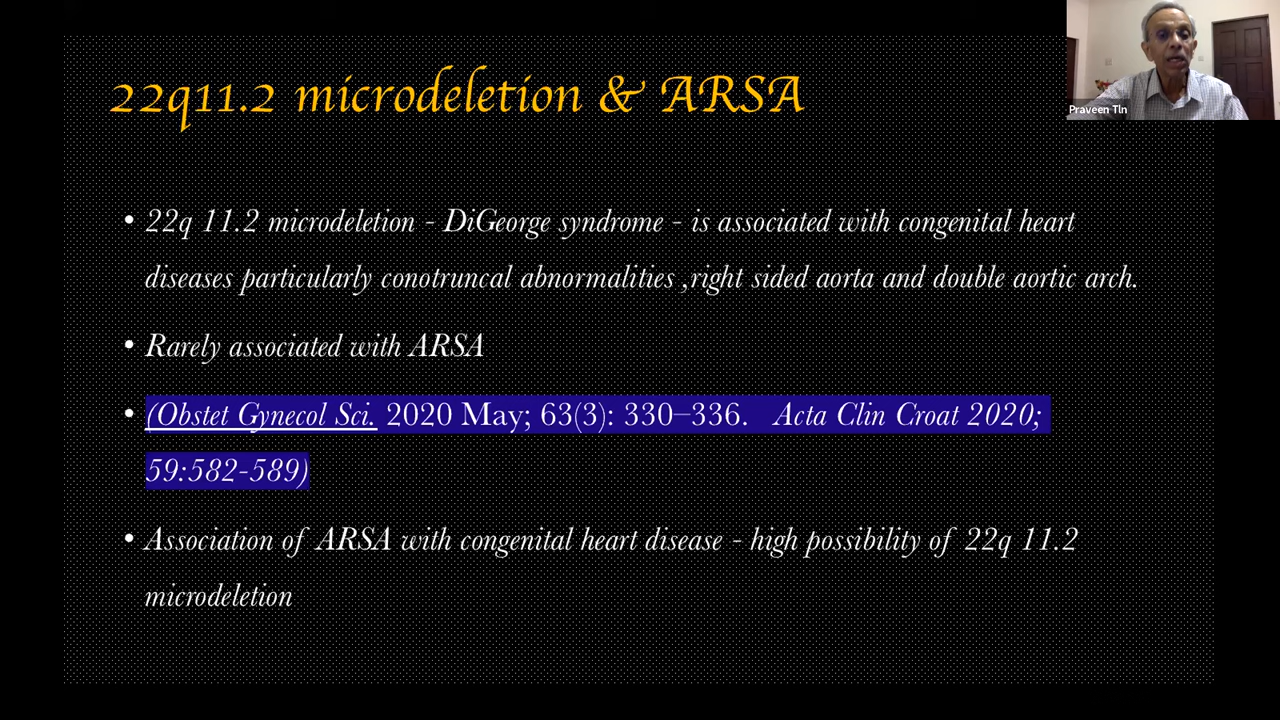 22q11.2 microdeletion & ARSA
Praveen Tln
• 22q 11.2 microdeletion - DiGeorge syndrome - is associated with congenital heart
diseases particularly conotruncal abnormalities ,right sided aorta and double aortic arch.
• Rarely associated with ARSA
• (Obstet Gynecol Sci. 2020 May; 63(3): 330–336. Acta Clin Croat 2020;
59:582-589)
• Association of ARSA with congenital heart disease - high possibility of 22q 11.2
microdeletion